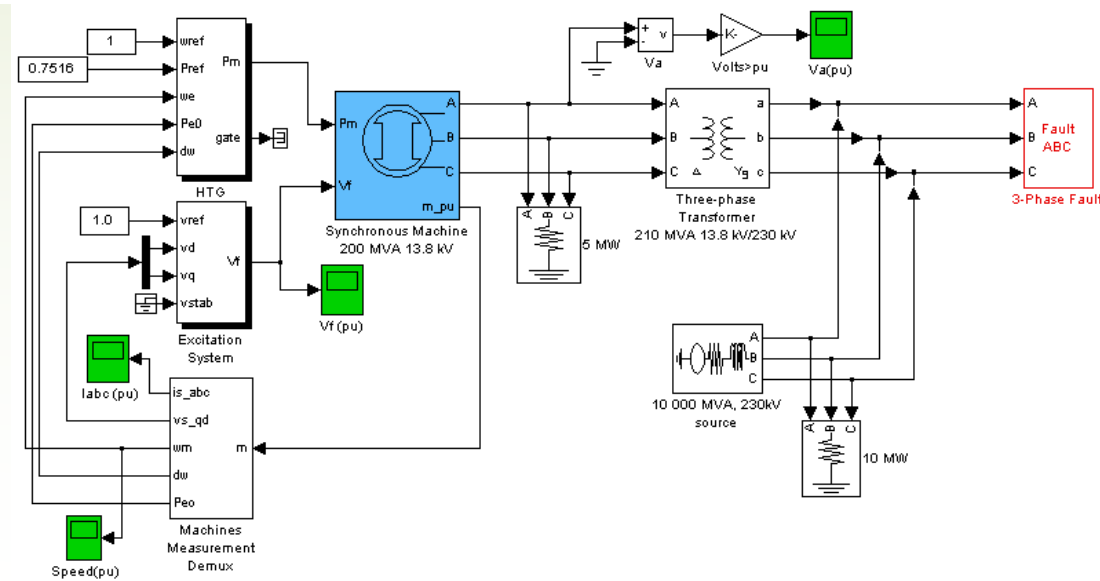 1
0.7516
wref
Pref
we
Pe0
dw
Pm
gate
HTG
1.0
vref
vd
vq
vstab
Vf
Excitation
System
Vf (pu)
Iabc (pu)
is_abc
vs_qd
wm
dw
Peo
m
Machines
Measurement
Demux
Speed(pu)
Pm
Vf
A
B
C
m_pu
Synchronous Machine
200 MVA 13.8 kV
A B C
5 MW
+
-
v
Va
K-
Volts>pu
Va(pu)
A
B
C
a
b
c
Δ
Yg
Three-phase
Transformer
210 MVA 13.8 kV/230 kV
A
B
C
Fault
ABC
3-Phase Fault
A
B
C
10 000 MVA, 230kV
source
A B C
10 MW